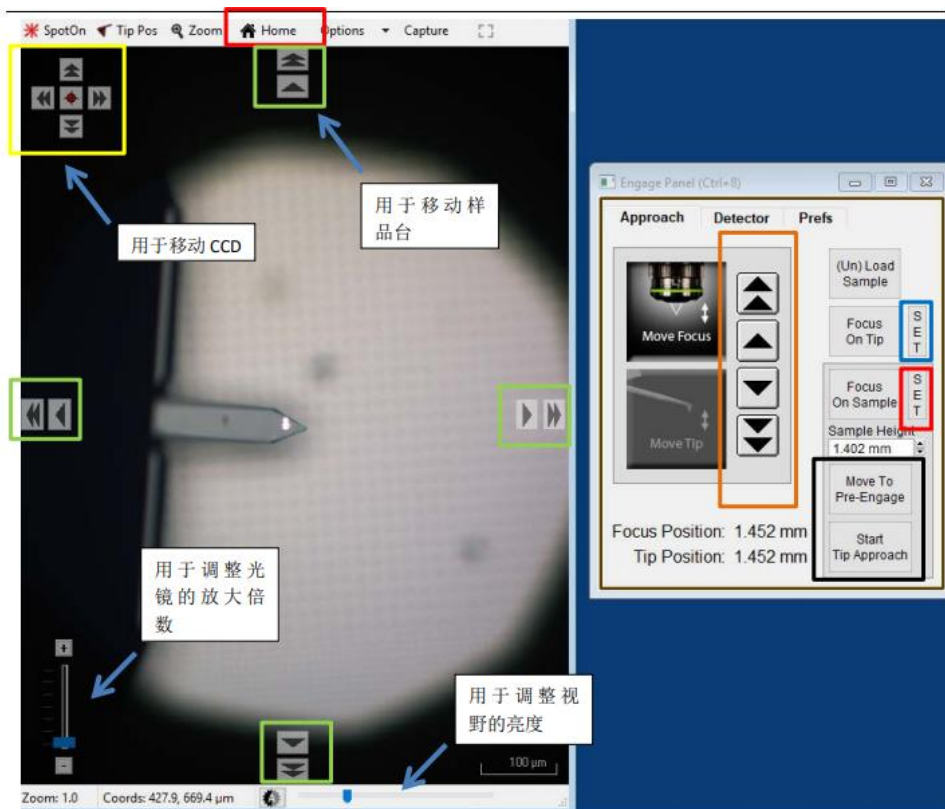 SpotOn Tip Pos Zoom Home Options Capture
用于移动 CCD
用于移动样
品台
用于调整光
镜的放大倍
数
用于调整视
野的亮度
100 µm
Zoom: 1.0 Coords: 427.9, 669.4 µm
Engage Panel (Ctrl+8)
Approach Detector Prefs
Move Focus
Move Tip
(Un) Load
Sample
Focus
On Tip
SET
Focus
On Sample
SET
Sample Height
1.402 mm
Move To
Pre-Engage
Start
Tip Approach
Focus Position: 1.452 mm
Tip Position: 1.452 mm